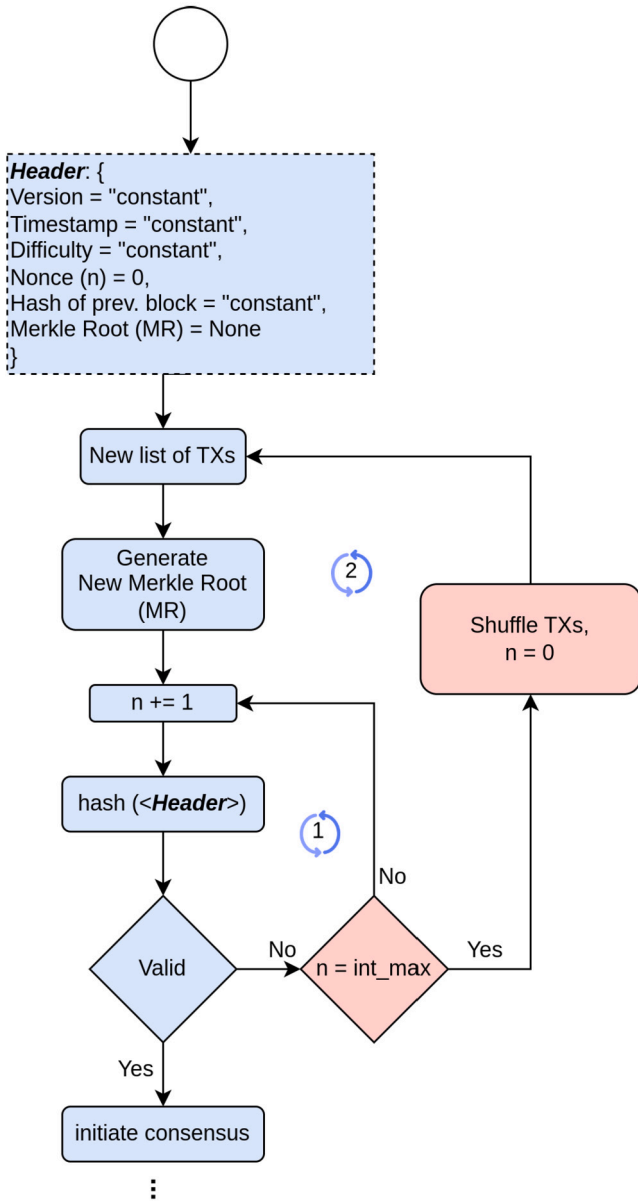 Header: {
Version = "constant",
Timestamp = "constant",
Difficulty = "constant",
Nonce (n) = 0,
Hash of prev. block = "constant",
Merkle Root (MR) = None
}
New list of TXs
Generate
New Merkle Root
(MR)
2
Shuffle TXs,
n = 0
n += 1
hash (<Header>)
1
No
Valid
No
n = int_max
Yes
Yes
initiate consensus
...